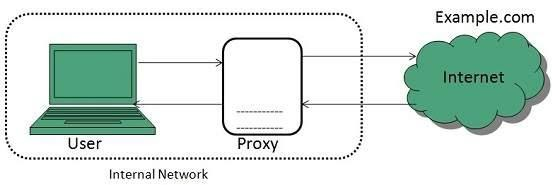 Example.com
Internet
User
Proxy
Internal Network